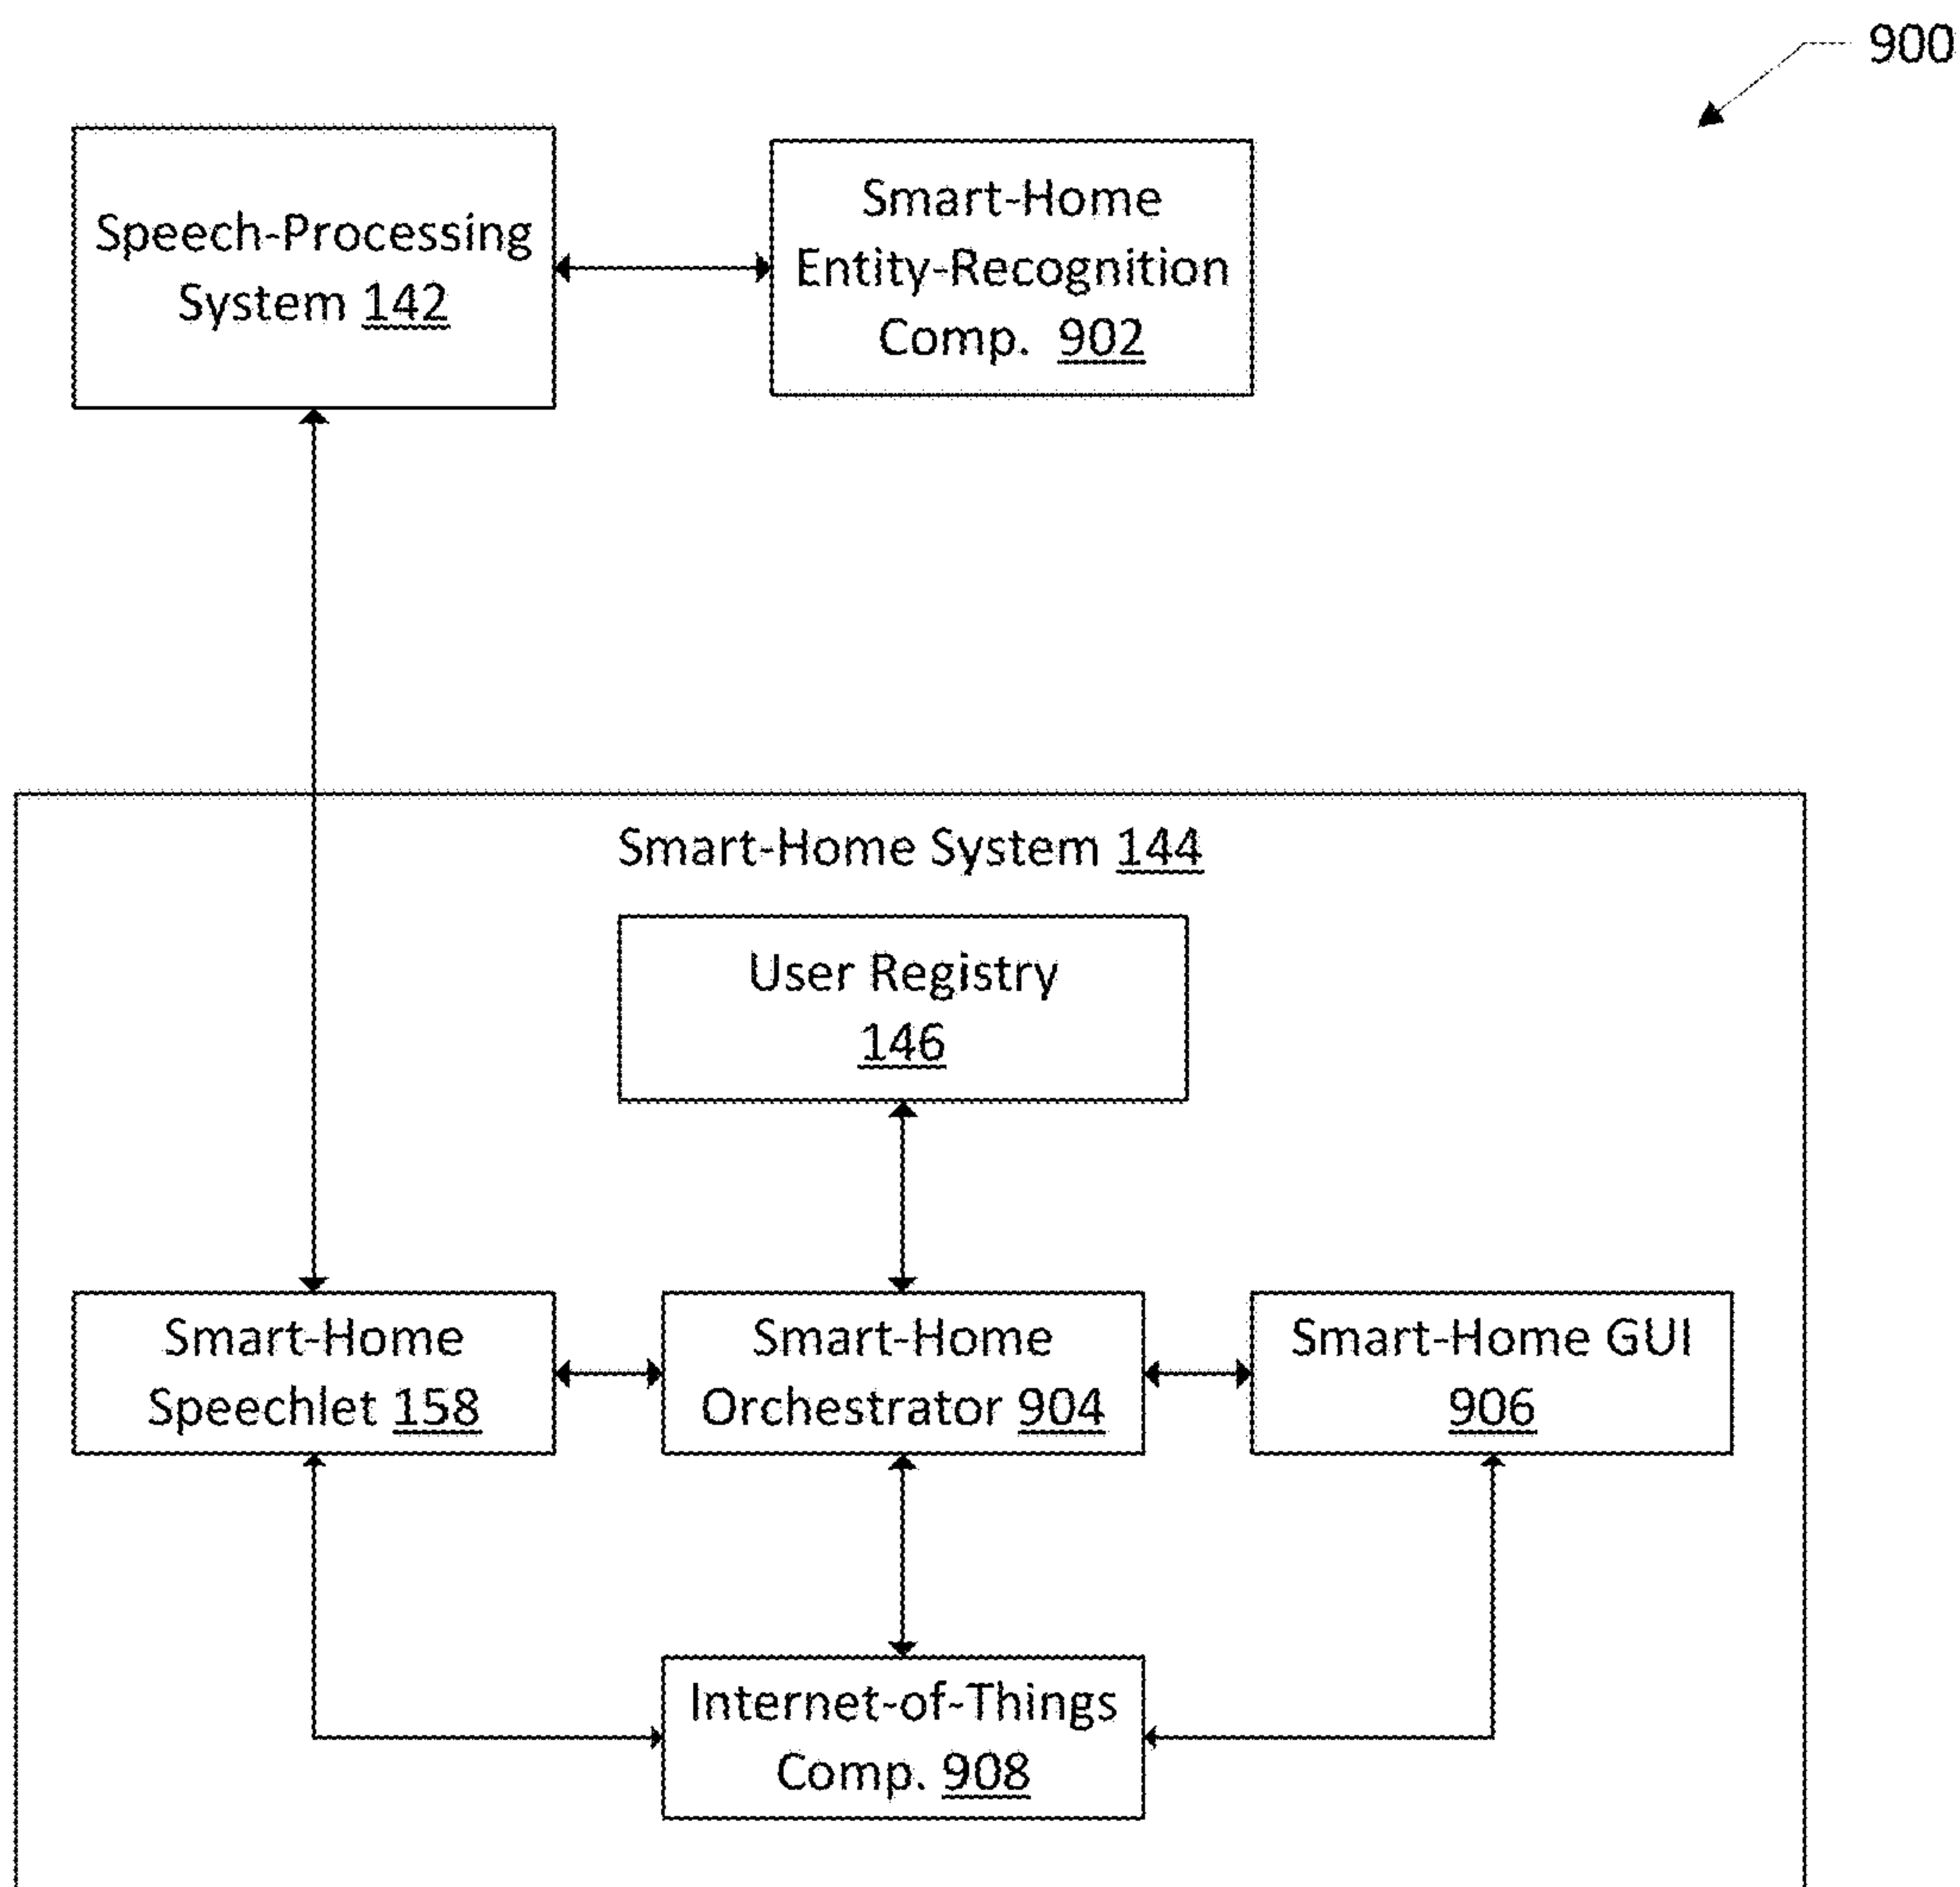 900
Speech-Processing
System 142
Smart-Home
Entity-Recognition
Comp. 902
Smart-Home System 144
User Registry
146
Smart-Home
Speechlet 158
Smart-Home
Orchestrator 904
Smart-Home GUI
906
Internet-of-Things
Comp. 908